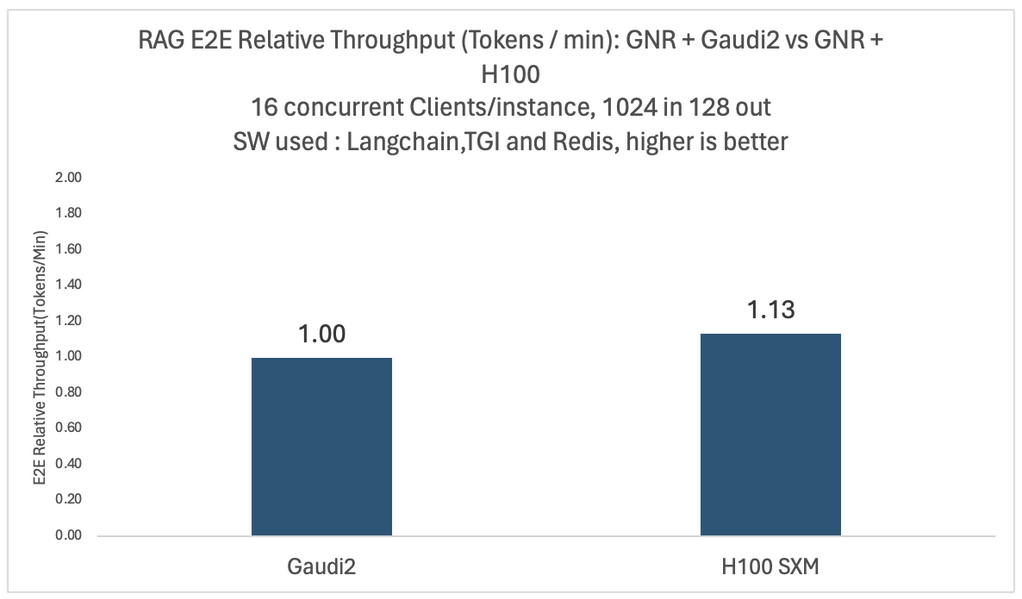 RAG E2E Relative Throughput (Tokens / min): GNR + Gaudi2 vs GNR +
H100
16 concurrent Clients/instance, 1024 in 128 out
SW used : Langchain,TGI and Redis, higher is better
E2E Relative Throughput(Tokens/Min)
2.00
1.80
1.60
1.40
1.20
1.00
0.80
0.60
0.40
0.20
0.00
1.00
1.13
Gaudi2
H100 SXM